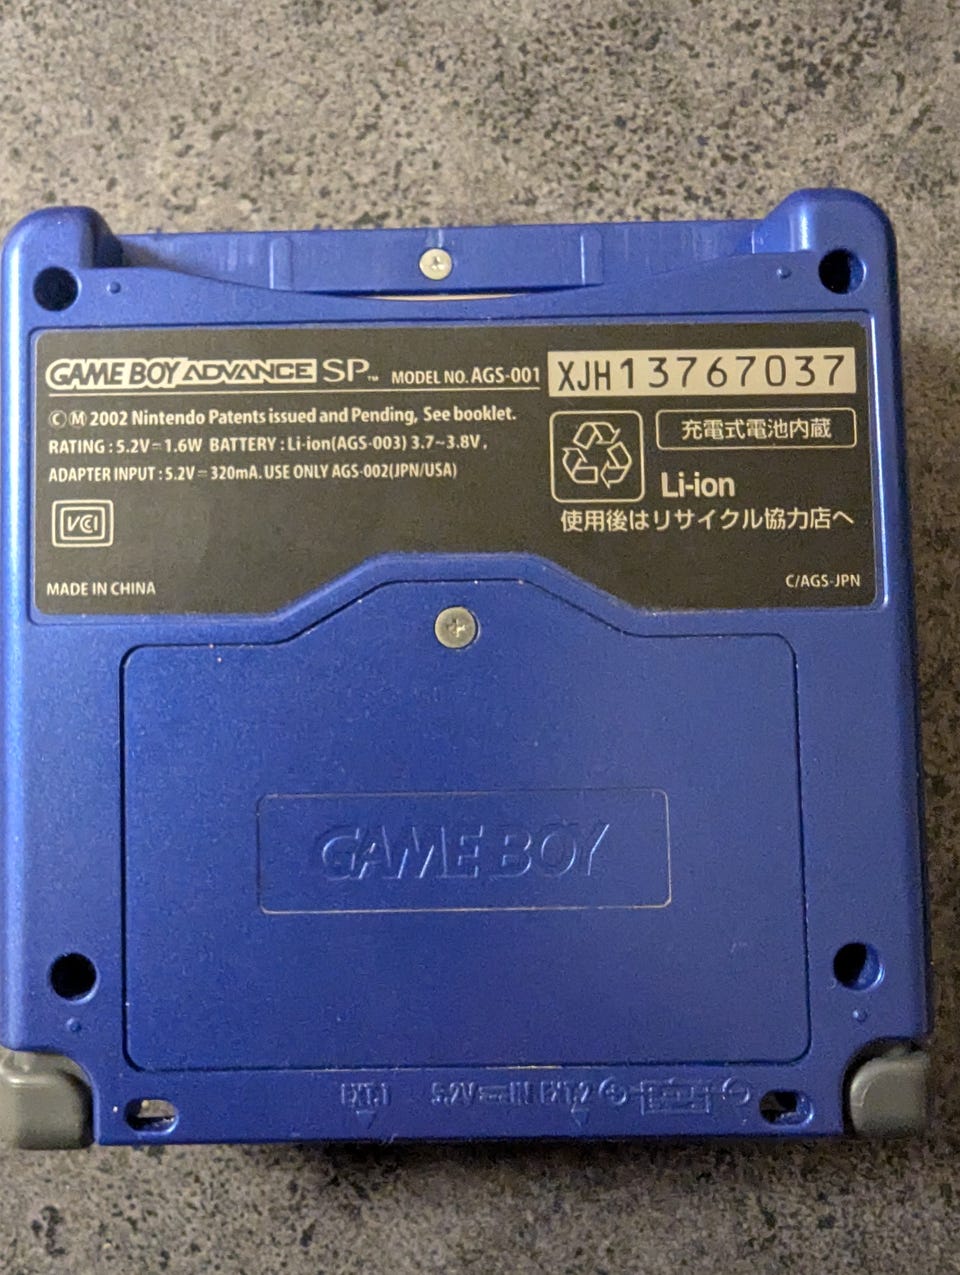 GAME BOY ADVANCE SP™ MODEL NO. AGS-001 XJH13767037
©Ⓜ 2002 Nintendo Patents issued and Pending, See booklet.
RATING : 5.2V⎓1.6W BATTERY : Li-ion(AGS-003) 3.7~3.8V,
ADAPTER INPUT : 5.2V⎓320mA. USE ONLY AGS-002(JPN/USA)
VCI
MADE IN CHINA
充電式電池内蔵
Li-ion
使用後はリサイクル協力店へ
C/AGS-JPN
GAME BOY
EXT.1 5.2V⎓IN EXT.2